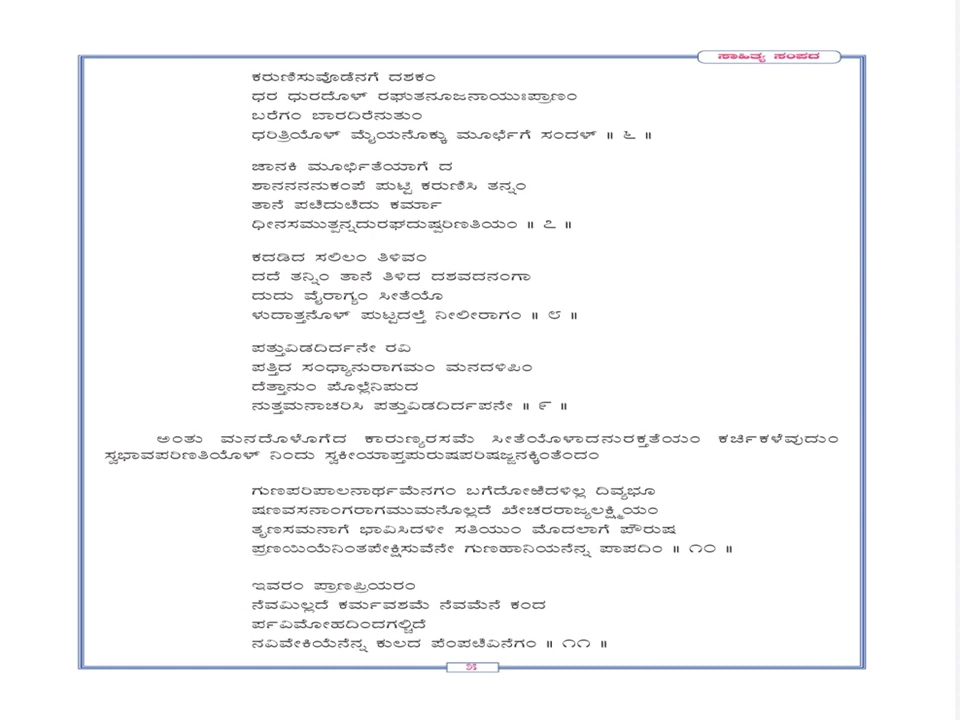 ಸಾಹಿತ್ಯ ಸಂಪದ
ಕರುಣಿಸುವೊಡೆನಗೆ ದಶಕಂ
ಧರ ಧುರದೊಳ್ ರಘುತನೂಜನಾಯುಃಪ್ರಾಣಂ
ಬರೆಗಂ ಬಾರದಿರೆನುತುಂ
ಧರಿತ್ರಿಯೊಳ್ ಮೈಯನೊಕ್ಕು ಮೂರ್ಛೆಗೆ ಸಂದಳ್ ॥ ೬ ॥
ಜಾನಕಿ ಮೂರ್ಛಿತೆಯಾಗೆ ದ
ಶಾನನನನುಕಂಪೆ ಪುಟ್ಟಿ ಕರುಣಿಸಿ ತನ್ನಂ
ತಾನೆ ಪೞಿದುೞಿದು ಕರ್ಮಾ
ಧೀನಸಮುತ್ಪನ್ನದುರಘದುಷ್ಪರಿಣತಿಯಂ ॥ ೭ ॥
ಕದಡಿದ ಸಲಿಲಂ ತಿಳಿವಂ
ದದೆ ತನ್ನಿಂ ತಾನೆ ತಿಳಿದ ದಶವದನಂಗಾ
ದುದು ವೈರಾಗ್ಯಂ ಸೀತೆಯೊ
ಳುದಾತ್ತನೊಳ್ ಪುಟ್ಟದಲ್ತೆ ನೀಲೀರಾಗಂ ॥ ೮ ॥
ಪತ್ತುವಿಡದಿರ್ದನೇ ರವಿ
ಪತ್ತಿದ ಸಂಧ್ಯಾನುರಾಗಮಂ ಮನದಳಿಪಿಂ
ದೆತ್ತಾನುಂ ಪೊಲ್ಲೆನಿಪುದ
ನುತ್ತಮನಾಚರಿಸಿ ಪತ್ತುವಿಡದಿರ್ದಪನೇ ॥ ೯ ॥
ಅಂತು ಮನದೊಳೊಗೆದ ಕಾರುಣ್ಯರಸಮೆ ಸೀತೆಯೊಳಾದನುರಕ್ತತೆಯಂ ಕರ್ಚಿಕಳೆವುದುಂ
ಸ್ವಭಾವಪರಿಣತಿಯೊಳ್ ನಿಂದು ಸ್ವಕೀಯಾಪ್ತಪುರುಷಪರಿಷಜ್ಜನಕ್ಕಿಂತೆಂದಂ
ಗುಣಪರಿಪಾಲನಾರ್ಥಮೆನಗಂ ಬಗೆದೋಱಿದಳಿಲ್ಲ ದಿವ್ಯಭೂ
ಷಣವಸನಾಂಗರಾಗಮುಮನೊಲ್ಲದೆ ಖೇಚರರಾಜ್ಯಲಕ್ಷ್ಮಿಯಂ
ತೃಣಸಮನಾಗೆ ಭಾವಿಸಿದಳೀ ಸತಿಯುಂ ಮೊದಲಾಗೆ ಪೌರುಷ
ಪ್ರಣಯಿಯೆನಿಂತಪೇಕ್ಷಿಸುವೆನೇ ಗುಣಹಾನಿಯನೆನ್ನ ಪಾಪದಿಂ ॥ ೧೦ ॥
ಇವರಂ ಪ್ರಾಣಪ್ರಿಯರಂ
ನೆವಮಿಲ್ಲದೆ ಕರ್ಮವಶಮೆ ನೆವಮೆನೆ ಕಂದ
ರ್ಪವಿಮೋಹದಿಂದಗಲ್ಚಿದೆ
ನವಿವೇಕಿಯೆನೆನ್ನ ಕುಲದ ಪೆಂಪೞಿವಿನೆಗಂ ॥ ೧೧ ॥